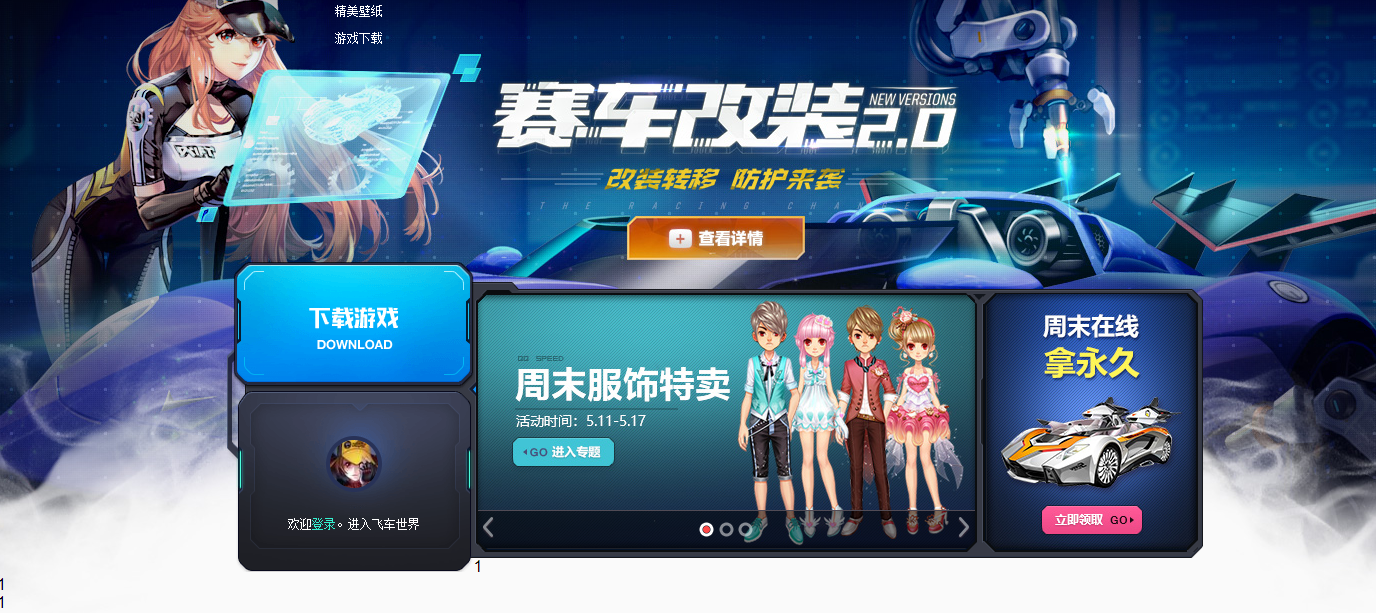 精美壁纸
游戏下载
赛车改装2.0
NEW VERSIONS
改装转移 防护来袭
THE RACING CHANGE
查看详情
下载游戏
DOWNLOAD
QQ SPEED
周末服饰特卖
活动时间：5.11-5.17
GO 进入专题
周末在线
拿永久
立即领取 GO
欢迎登录。进入飞车世界
1
1
1